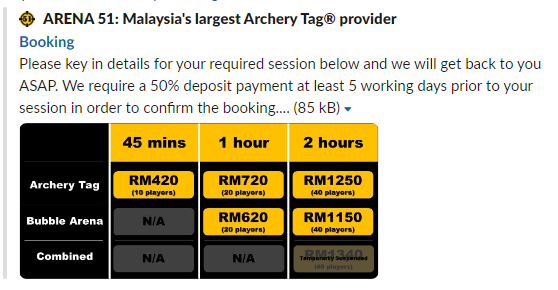 ARENA 51: Malaysia's largest Archery Tag® provider
Booking
Please key in details for your required session below and we will get back to you
ASAP. We require a 50% deposit payment at least 5 working days prior to your
session in order to confirm the booking.... (85 kB)
45 mins 1 hour 2 hours
Archery Tag RM420 RM720 RM1250
(10 players) (20 players) (40 players)
Bubble Arena N/A RM620 RM1150
(20 players) (40 players)
Combined N/A N/A RM1340
Temporarily Suspended
(40 players)